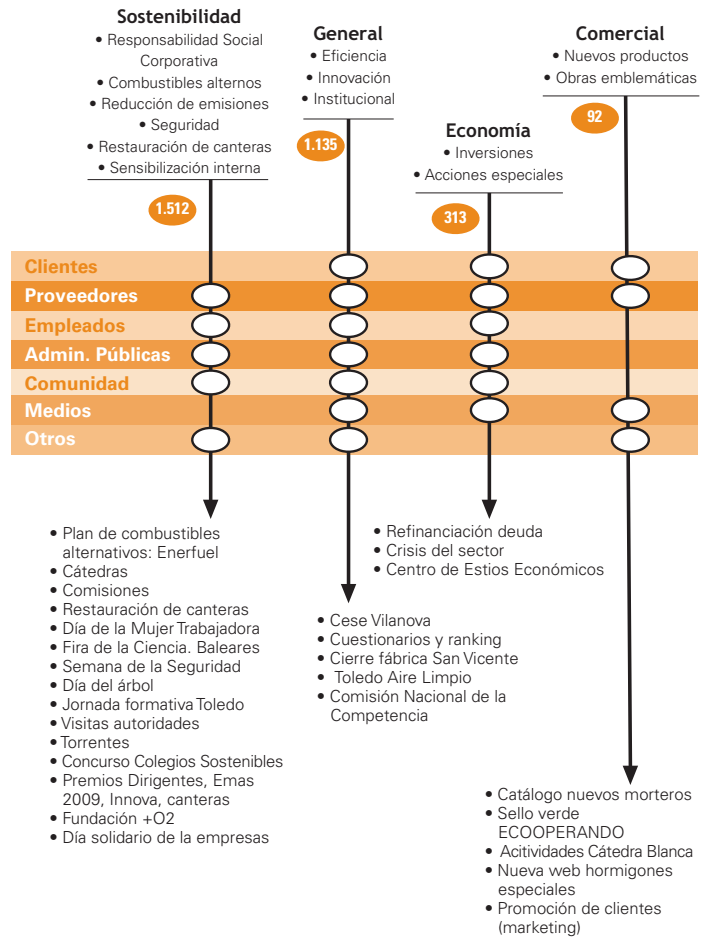 Sostenibilidad
• Responsabilidad Social
Corporativa
• Combustibles alternos
• Reducción de emisiones
• Seguridad
• Restauración de canteras
• Sensibilización interna
1.512
General
• Eficiencia
• Innovación
• Institucional
1.135
Economía
• Inversiones
• Acciones especiales
313
Comercial
• Nuevos productos
• Obras emblemáticas
92
Clientes
Proveedores
Empleados
Admin. Públicas
Comunidad
Medios
Otros
• Plan de combustibles
alternativos: Enerfuel
• Cátedras
• Comisiones
• Restauración de canteras
• Día de la Mujer Trabajadora
• Fira de la Ciencia. Baleares
• Semana de la Seguridad
• Día del árbol
• Jornada formativa Toledo
• Visitas autoridades
• Torrentes
• Concurso Colegios Sostenibles
• Premios Dirigentes, Emas
2009, Innova, canteras
• Fundación +O2
• Día solidario de la empresas
• Cese Vilanova
• Cuestionarios y ranking
• Cierre fábrica San Vicente
• Toledo Aire Limpio
• Comisión Nacional de la
Competencia
• Refinanciación deuda
• Crisis del sector
• Centro de Estios Económicos
• Catálogo nuevos morteros
• Sello verde
ECOOPERANDO
• Acitividades Cátedra Blanca
• Nueva web hormigones
especiales
• Promoción de clientes
(marketing)